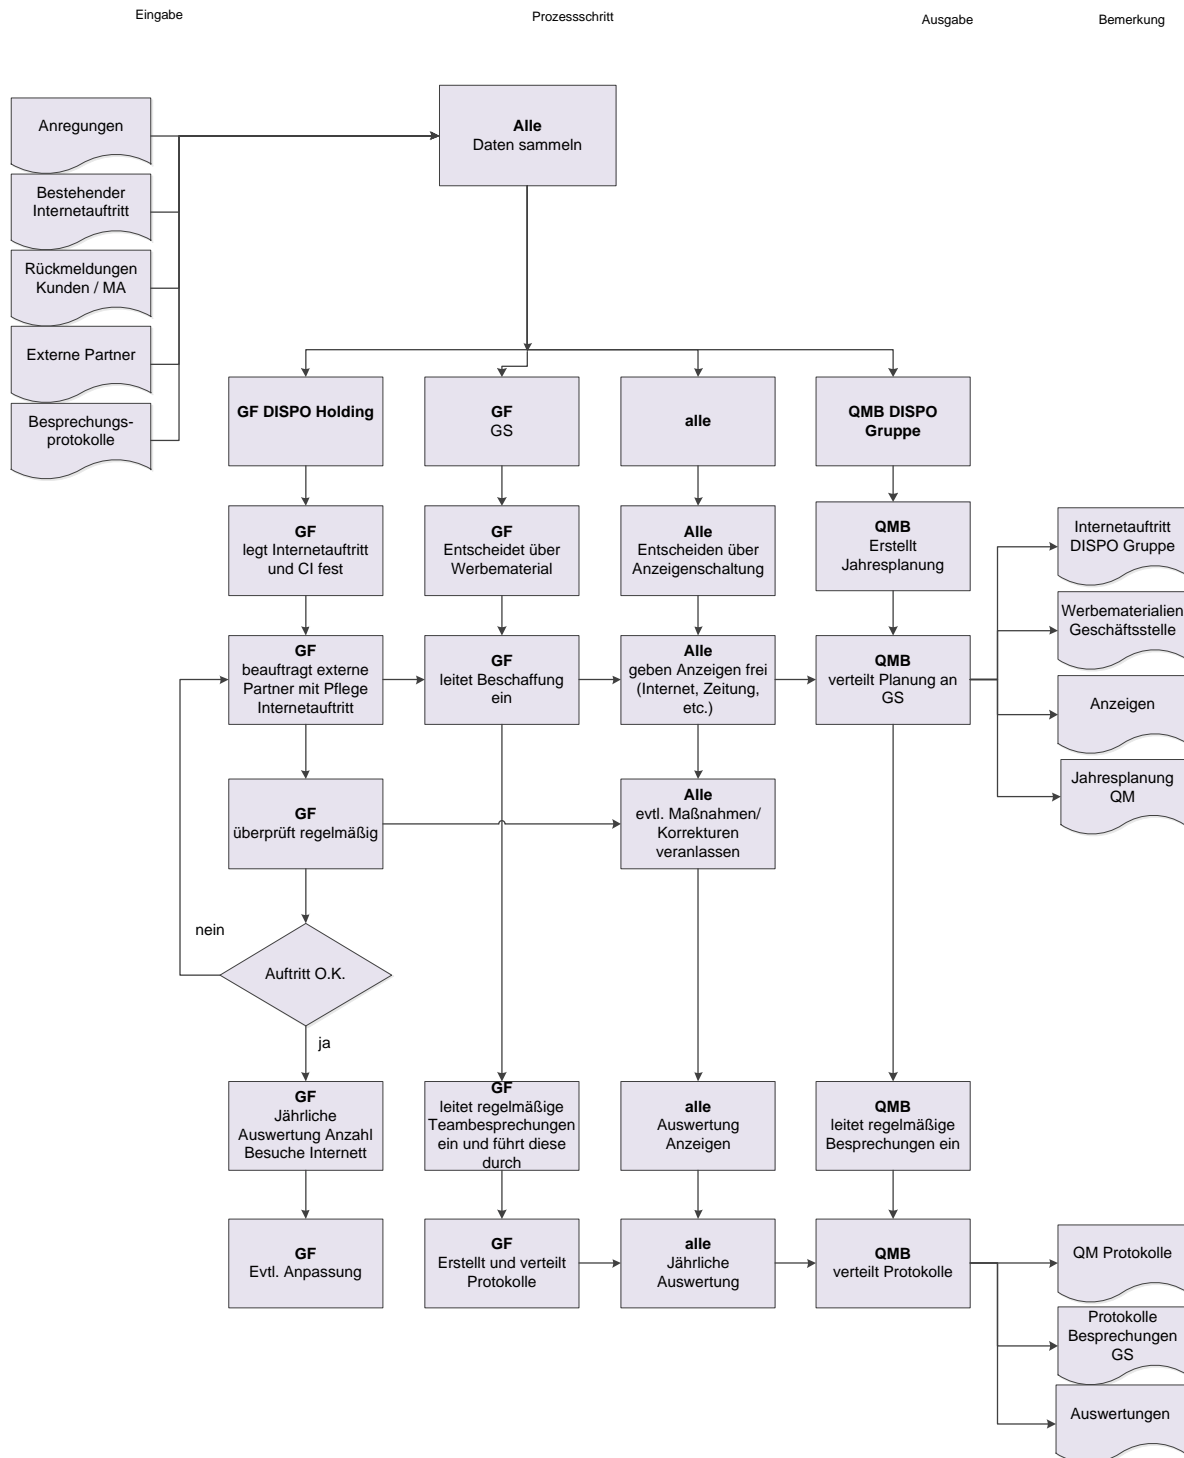 Eingabe
Prozessschritt
Ausgabe
Bemerkung
Anregungen
Bestehender
Internetauftritt
Rückmeldungen
Kunden / MA
Externe Partner
Besprechungs-
protokolle
Alle
Daten sammeln
GF DISPO Holding
GF
GS
alle
QMB DISPO
Gruppe
GF
legt Internetauftritt
und CI fest
GF
Entscheidet über
Werbematerial
Alle
Entscheiden über
Anzeigenschaltung
QMB
Erstellt
Jahresplanung
Internetauftritt
DISPO Gruppe
Werbematerialien
Geschäftsstelle
Anzeigen
Jahresplanung
QM
GF
beauftragt externe
Partner mit Pflege
Internetauftritt
GF
leitet Beschaffung
ein
Alle
geben Anzeigen frei
(Internet, Zeitung,
etc.)
QMB
verteilt Planung an
GS
GF
überprüft regelmäßig
Alle
evtl. Maßnahmen/
Korrekturen
veranlassen
nein
Auftritt O.K.
ja
GF
Jährliche
Auswertung Anzahl
Besuche Internett
GF
leitet regelmäßige
Teambesprechungen
ein und führt diese
durch
alle
Auswertung
Anzeigen
QMB
leitet regelmäßige
Besprechungen ein
GF
Evtl. Anpassung
GF
Erstellt und verteilt
Protokolle
alle
Jährliche
Auswertung
QMB
verteilt Protokolle
QM Protokolle
Protokolle
Besprechungen
GS
Auswertungen